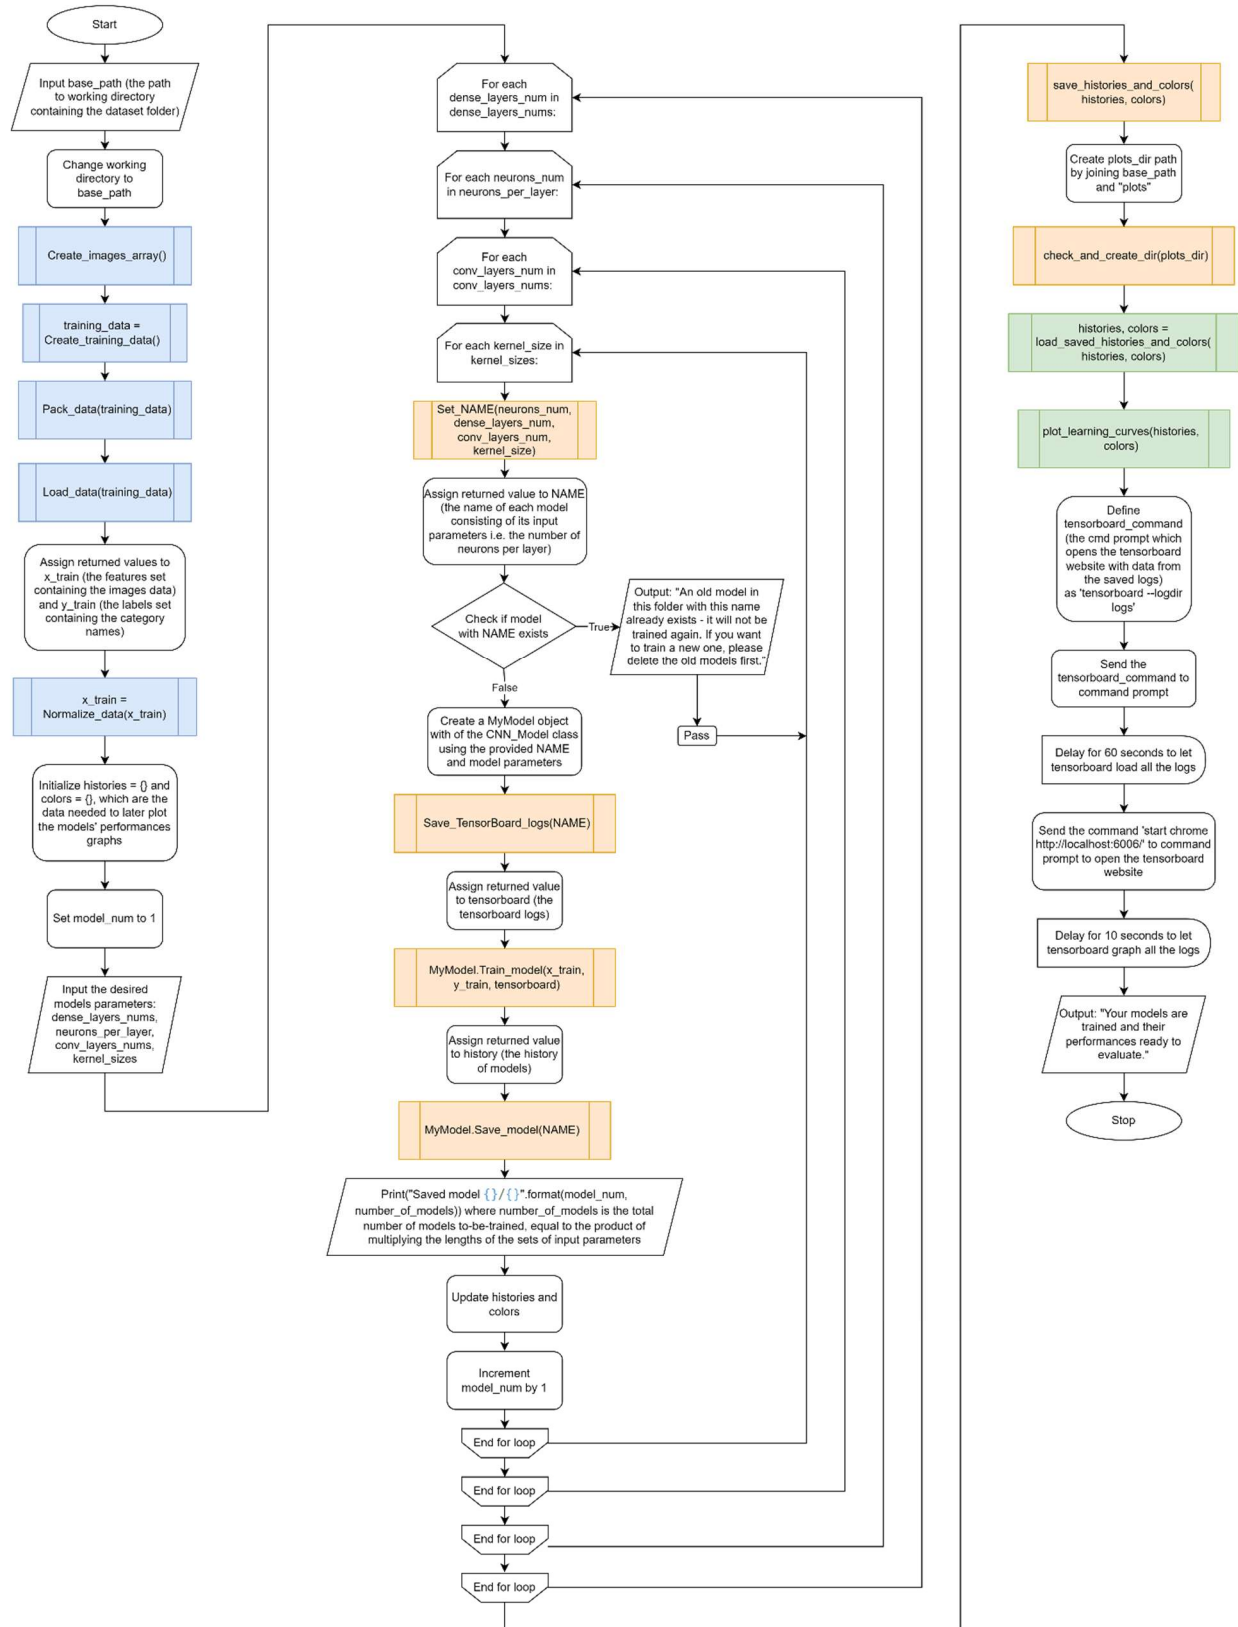 Start
Input base_path (the path
to working directory
containing the dataset folder)
Change working
directory to
base_path
Create_images_array()
training_data =
Create_training_data()
Pack_data(training_data)
Load_data(training_data)
Assign returned values to
x_train (the features set
containing the images data)
and y_train (the labels set
containing the category
names)
x_train =
Normalize_data(x_train)
Initialize histories = {} and
colors = {}, which are the
data needed to later plot
the models' performances
graphs
Set model_num to 1
Input the desired
models parameters:
dense_layers_nums,
neurons_per_layer,
conv_layers_nums,
kernel_sizes
For each
dense_layers_num in
dense_layers_nums:
For each neurons_num
in neurons_per_layer:
For each
conv_layers_num in
conv_layers_nums:
For each kernel_size in
kernel_sizes:
Set_NAME(neurons_num,
dense_layers_num,
conv_layers_num,
kernel_size)
Assign returned value to NAME
(the name of each model
consisting of its input
parameters i.e. the number of
neurons per layer)
Check if model
with NAME exists
True
Output: "An old model in
this folder with this name
already exists - it will not be
trained again. If you want
to train a new one, please
delete the old models first."
Pass
False
Create a MyModel object
with of the CNN_Model class
using the provided NAME
and model parameters
Save_TensorBoard_logs(NAME)
Assign returned value
to tensorboard (the
tensorboard logs)
MyModel.Train_model(x_train,
y_train, tensorboard)
Assign returned value
to history (the history
of models)
MyModel.Save_model(NAME)
Print("Saved model {}/{}".format(model_num,
number_of_models)) where number_of_models is the total
number of models to-be-trained, equal to the product of
multiplying the lengths of the sets of input parameters
Update histories and
colors
Increment
model_num by 1
End for loop
End for loop
End for loop
End for loop
save_histories_and_colors(
histories, colors)
Create plots_dir path
by joining base_path
and "plots"
check_and_create_dir(plots_dir)
histories, colors =
load_saved_histories_and_colors(
histories, colors)
plot_learning_curves(histories,
colors)
Define
tensorboard_command
(the cmd prompt which
opens the tensorboard
website with data from
the saved logs)
as 'tensorboard --logdir
logs'
Send the
tensorboard_command to
command prompt
Delay for 60 seconds to let
tensorboard load all the logs
Send the command 'start chrome
http://localhost:6006/' to command
prompt to open the tensorboard
website
Delay for 10 seconds to let
tensorboard graph all the logs
Output: "Your models are
trained and their
performances ready to
evaluate."
Stop